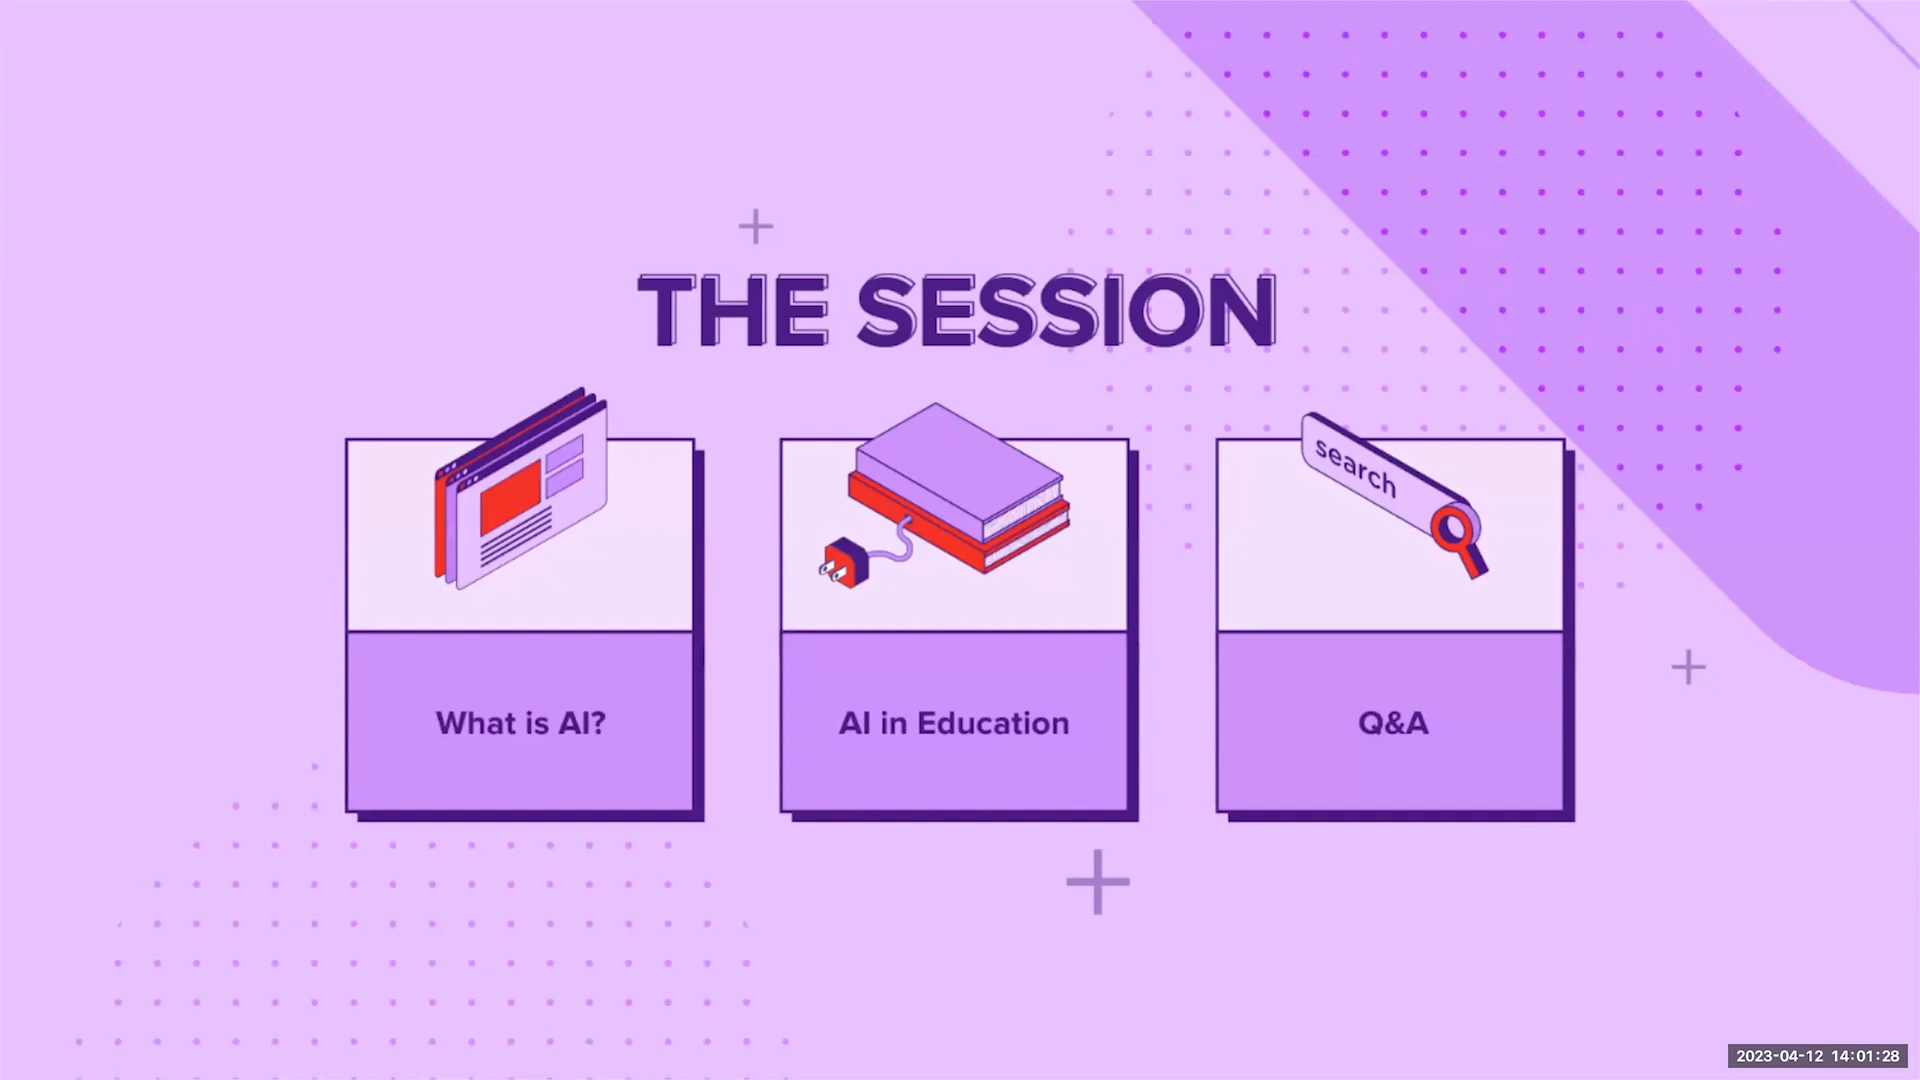 THE SESSION
search
What is AI?
AI in Education
Q&A
2023-04-12 14:01:28